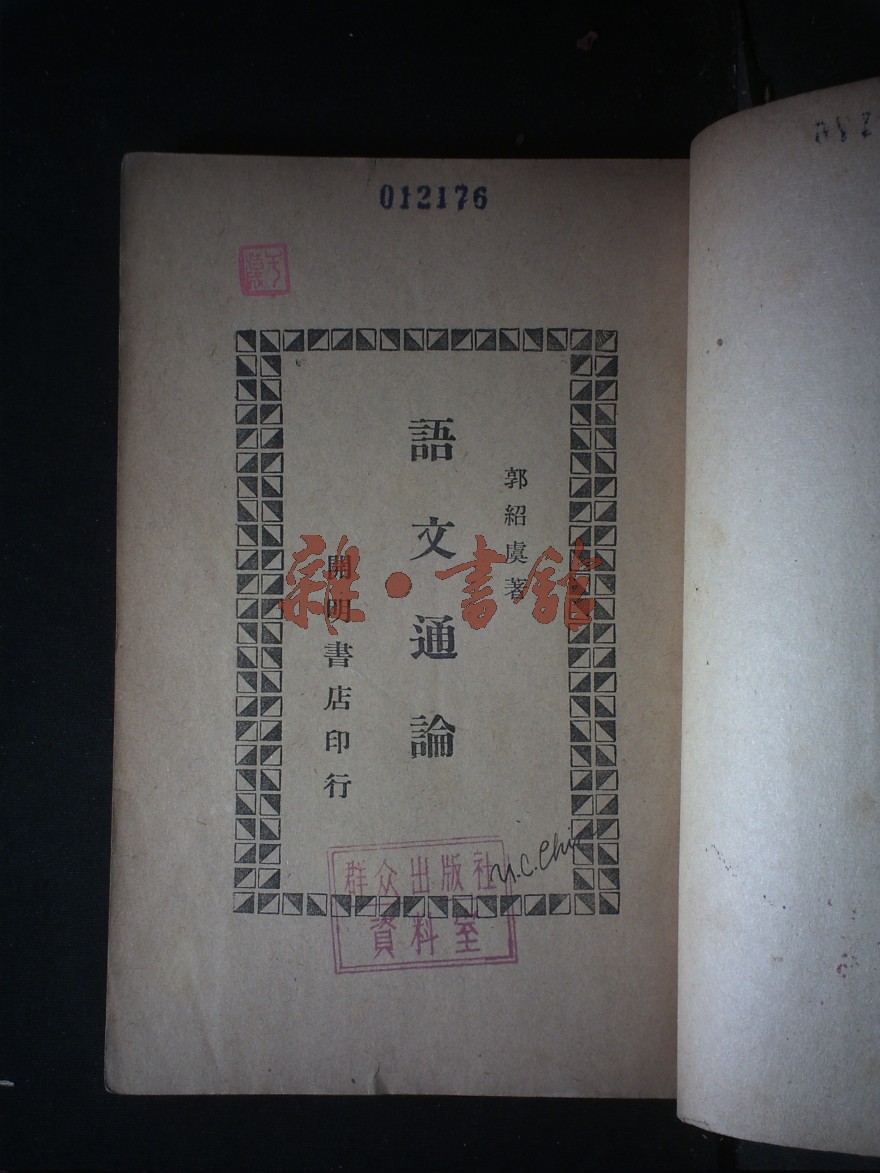 012176
郭紹虞著
語文通論
開明書店印行
雜·書館
群众出版社
資料室